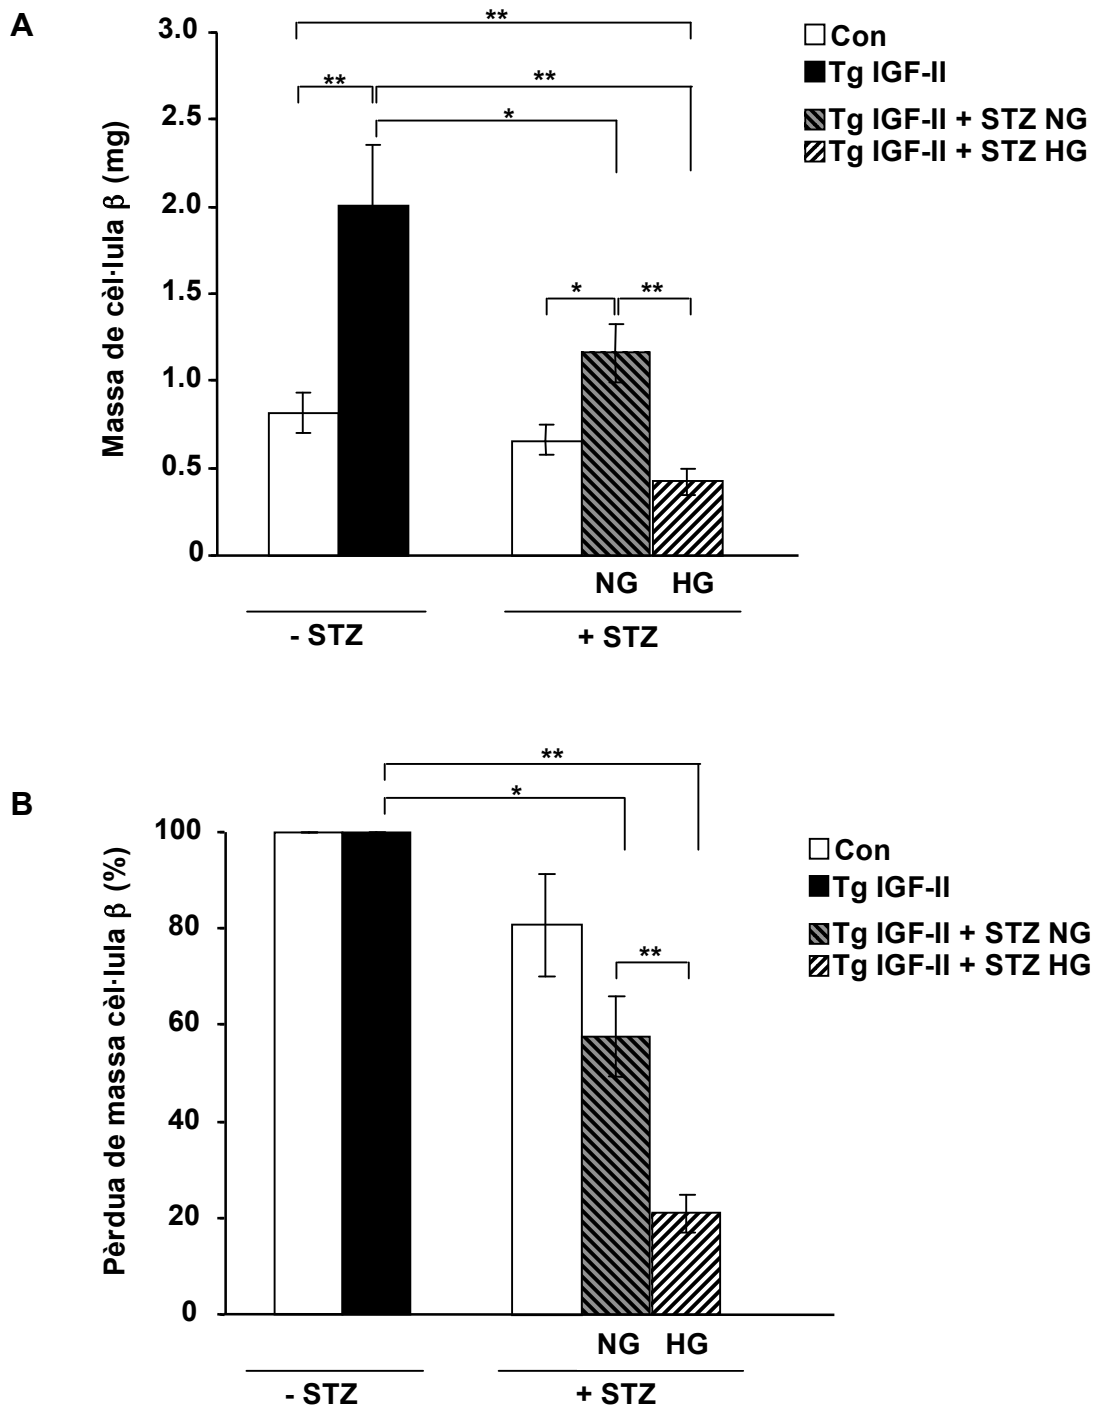 A
**
3.0
Con
Tg IGF-II
**
**
2.5
*
Tg IGF-II + STZ NG
Tg IGF-II + STZ HG
Massa de cèl·lula β (mg)
2.0
1.5
*
**
1.0
0.5
0
NG HG
- STZ
+ STZ
**
B
*
100
Con
Tg IGF-II
80
Tg IGF-II + STZ NG
**
Tg IGF-II + STZ HG
Pèrdua de massa cèl·lula β (%)
60
40
20
0
NG HG
- STZ
+ STZ